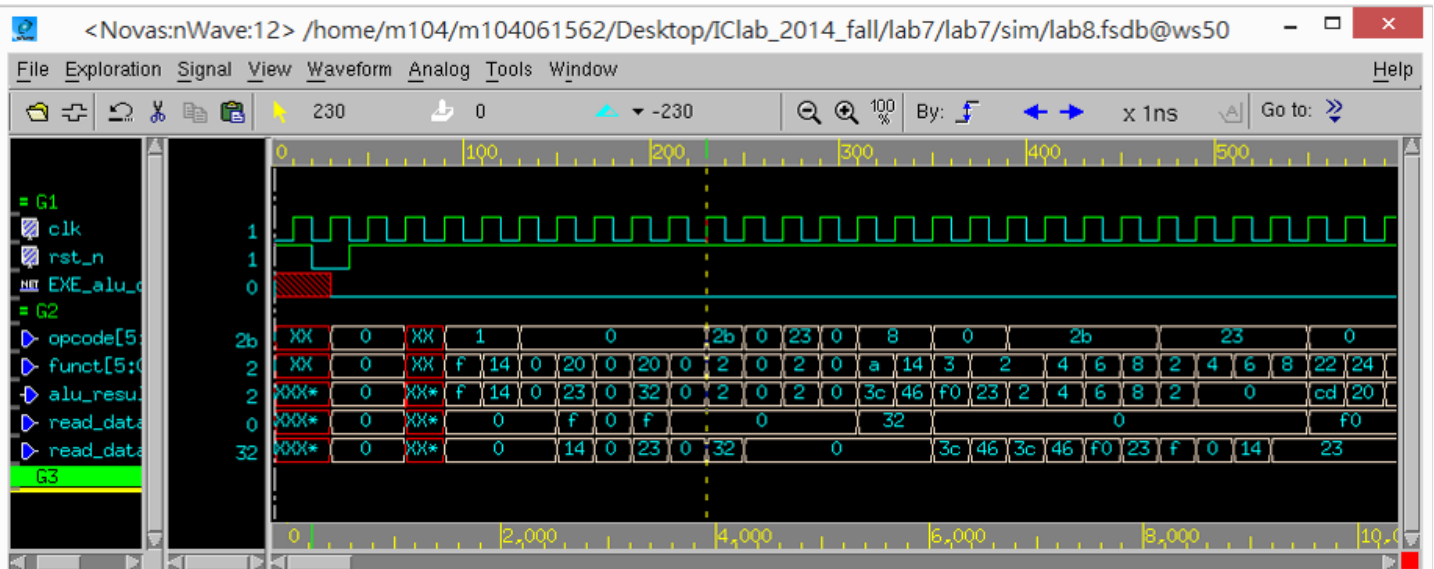 <Novas:nWave:12> /home/m104/m104061562/Desktop/IClab_2014_fall/lab7/lab7/sim/lab8.fsdb@ws50
File Exploration Signal View Waveform Analog Tools Window Help
230 0 -230 100 % By: x 1ns Go to:
0 100 200 300 400 500
= G1
clk 1
rst_n 1
NET EXE_alu_ 0
= G2
opcode[5: 2b XX 0 XX 1 0 2b 0 23 0 8 0 2b 23 0
funct[5:0 2 XX 0 XX f 14 0 20 0 20 0 2 0 2 0 a 14 3 2 4 6 8 2 4 6 8 22 24
alu_resu 2 XXX* 0 XX* f 14 0 23 0 32 0 2 0 2 0 3c 46 f0 23 2 4 6 8 2 0 cd 20
read_data 0 XXX* 0 XX* 0 f 0 f 0 32 0 f0
read_data 32 XXX* 0 XX* 0 14 0 23 0 32 0 3c 46 3c 46 f0 23 f 0 14 23
G3
0 2,000 4,000 6,000 8,000 10,